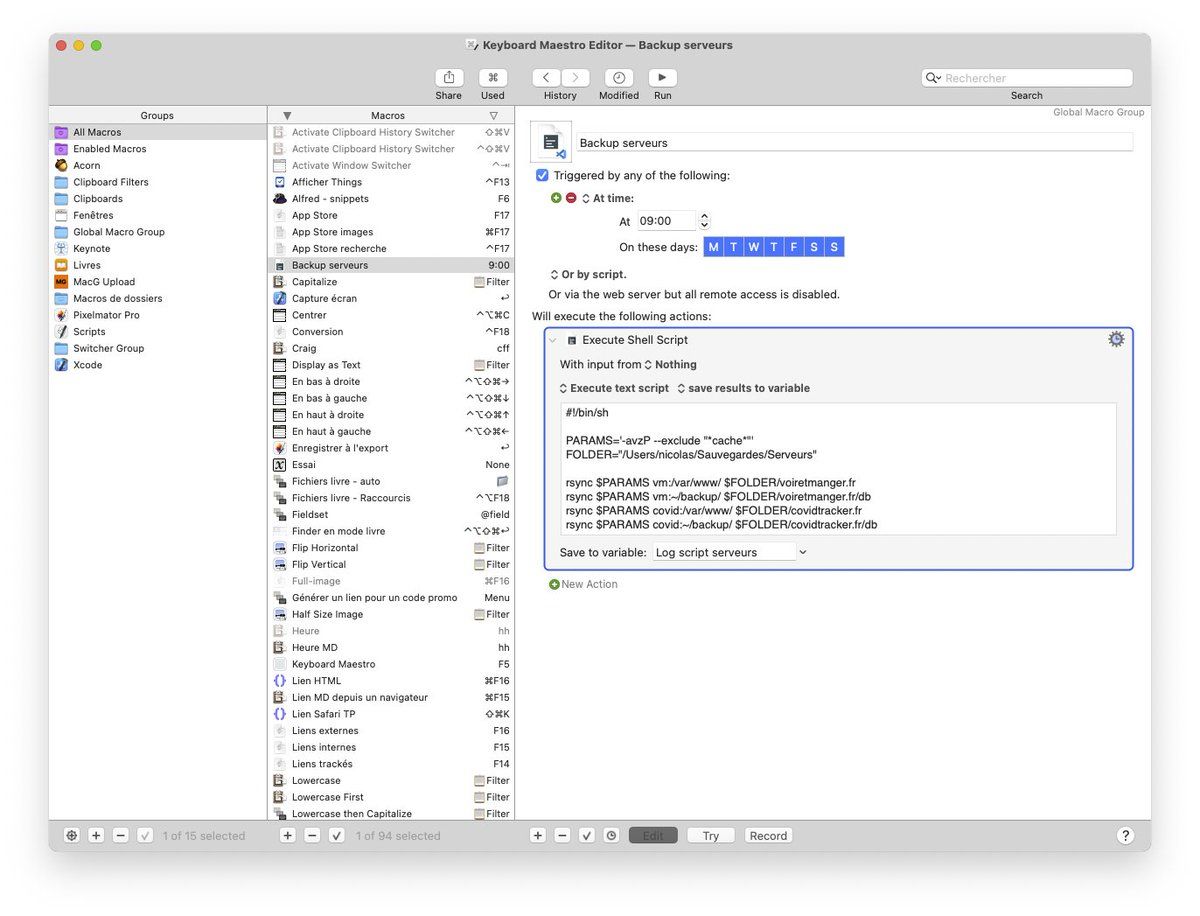 Keyboard Maestro Editor — Backup serveurs
Share
Used
History
Modified
Run
Rechercher
Search
Groups
All Macros
Enabled Macros
Acorn
Clipboard Filters
Clipboards
Fenêtres
Global Macro Group
Keynote
Livres
MG MacG Upload
Macros de dossiers
Pixelmator Pro
Scripts
Switcher Group
Xcode
Macros
Activate Clipboard History Switcher ⇧⌘V
Activate Clipboard History Switcher ^⇧⌘V
Activate Window Switcher ^⇥
Afficher Things ^F13
Alfred - snippets F6
App Store F17
App Store images ⌘F17
App Store recherche ^F17
Backup serveurs 9:00
Capitalize Filter
Capture écran ↩
Centrer ^⌥⌘C
Conversion ^F18
Craig cff
Display as Text Filter
En bas à droite ^⌥⇧⌘→
En bas à gauche ^⌥⇧⌘↓
En haut à droite ^⌥⇧⌘↑
En haut à gauche ^⌥⇧⌘←
Enregistrer à l'export ↩
Essai None
Fichiers livre - auto
Fichiers livre - Raccourcis ^⌥F18
Fieldset @field
Finder en mode livre ^⌥⇧⌘↩
Flip Horizontal Filter
Flip Vertical Filter
Full-image ⌘F16
Générer un lien pour un code promo Menu
Half Size Image Filter
Heure hh
Heure MD hh
Keyboard Maestro F5
Lien HTML ⌘F16
Lien MD depuis un navigateur ⌘F15
Lien Safari TP ⇧⌘K
Liens externes F16
Liens internes F15
Liens trackés F14
Lowercase Filter
Lowercase First Filter
Lowercase then Capitalize Filter
Global Macro Group
Backup serveurs
Triggered by any of the following:
At time:
At 09:00
On these days: M T W T F S S
Or by script.
Or via the web server but all remote access is disabled.
Will execute the following actions:
Execute Shell Script
With input from Nothing
Execute text script save results to variable
#!/bin/sh
PARAMS='-avzP --exclude "*cache*"'
FOLDER="/Users/nicolas/Sauvegardes/Serveurs"
rsync $PARAMS vm:/var/www/ $FOLDER/voiretmanger.fr
rsync $PARAMS vm:~/backup/ $FOLDER/voiretmanger.fr/db
rsync $PARAMS covid:/var/www/ $FOLDER/covidtracker.fr
rsync $PARAMS covid:~/backup/ $FOLDER/covidtracker.fr/db
Save to variable: Log script serveurs
New Action
1 of 15 selected
1 of 94 selected
Edit
Try
Record
?